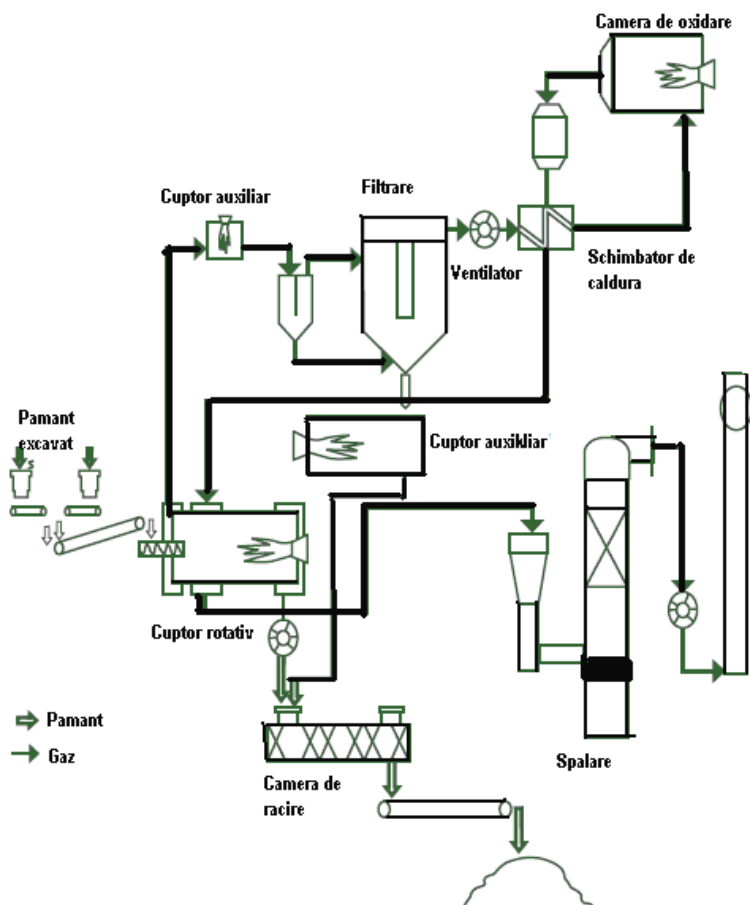 Camera de oxidare
Cuptor auxiliar
Filtrare
Ventilator
Schimbator de
caldura
Pamant
excavat
s
Cuptor auxikliar
Cuptor rotativ
Pamant
Gaz
Camera de
racire
Spalare